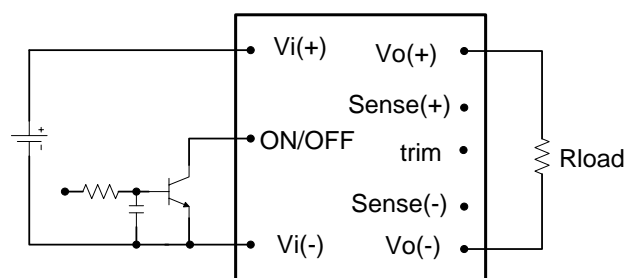 Vi(+)
Vo(+)
Sense(+)
ON/OFF
trim
Rload
Sense(-)
Vi(-)
Vo(-)
+
-